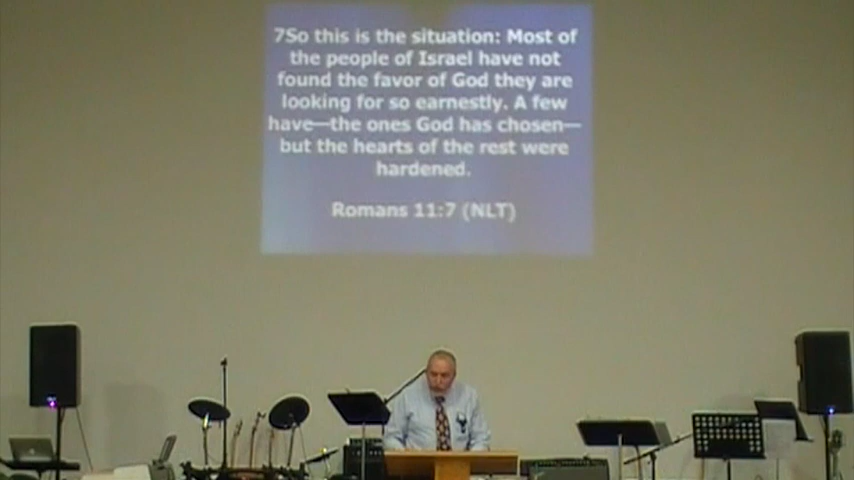 7So this is the situation: Most of
the people of Israel have not
found the favor of God they are
looking for so earnestly. A few
have—the ones God has chosen—
but the hearts of the rest were
hardened.
Romans 11:7 (NLT)